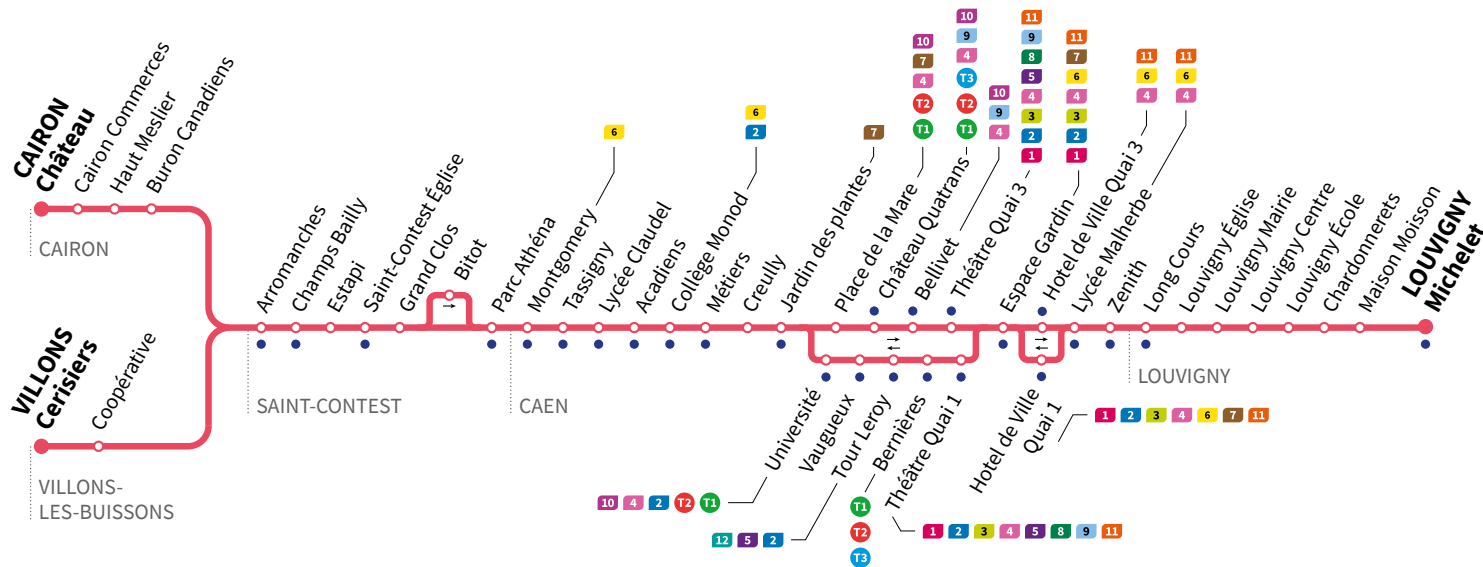 CAIRON
Château
Cairon Commerces
Haut Meslier
Buron Canadiens
CAIRON
VILLONS
Cerisiers
Coopérative
VILLONS-
LES-BUISSONS
Arromanches
Champs Bailly
Estapi
Saint-Contest Église
Grand Clos
Bitot
→
SAINT-CONTEST
Parc Athéna
Montgomery
6
Tassigny
Lycée Claudel
Acadiens
Collège Monod
Métiers
Creully
6
2
Jardin des plantes
7
CAEN
Place de la Mare
10
7
4
T2
T1
Château Quatrans
10
9
4
T3
T2
T1
Bellivet
10
9
4
Théâtre Quai 3
11
9
8
5
4
3
2
1
→
←
Université
10 4 2 T2 T1
Vaugueux
Tour Leroy
12 5 2
Bernières
T1
T2
T3
Théâtre Quai 1
1 2 3 4 5 8 9 11
Espace Gardin
11
7
6
4
3
2
1
Hotel de Ville Quai 3
11
6
4
→
←
Hotel de Ville
Quai 1
1 2 3 4 6 7 11
Lycée Malherbe
11
6
4
Zenith
Long Cours
Louvigny Église
Louvigny Mairie
Louvigny Centre
Louvigny École
Chardonnerets
Maison Moisson
LOUVIGNY
Michelet
LOUVIGNY